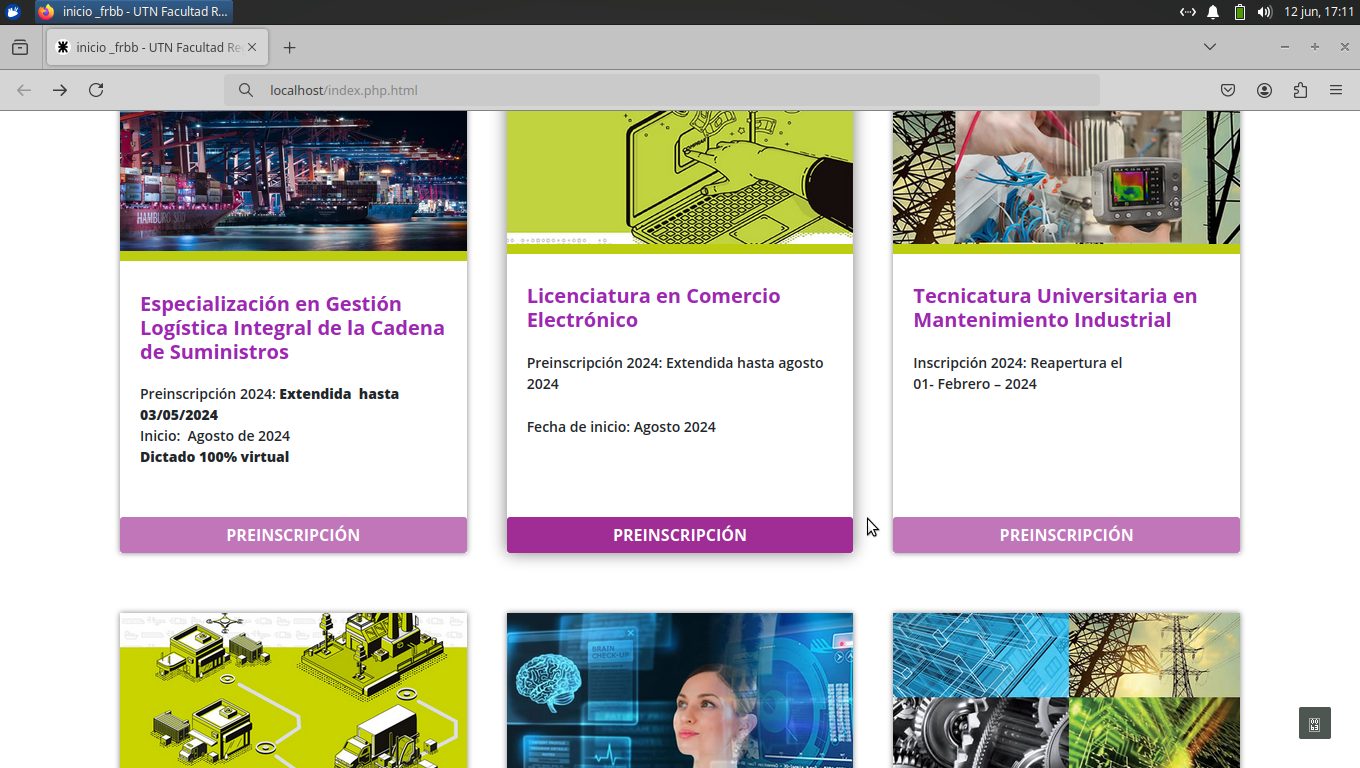 inicio _frbb - UTN Facultad R...
12 jun, 17:11
inicio _frbb - UTN Facultad Re
localhost/index.php.html
HAMBURG SÜD
Especialización en Gestión
Logística Integral de la Cadena
de Suministros
Preinscripción 2024: Extendida  hasta
03/05/2024
Inicio:  Agosto de 2024
Dictado 100% virtual
PREINSCRIPCIÓN
Licenciatura en Comercio
Electrónico
Preinscripción 2024: Extendida hasta agosto
2024
Fecha de inicio: Agosto 2024
PREINSCRIPCIÓN
Tecnicatura Universitaria en
Mantenimiento Industrial
Inscripción 2024: Reapertura el
01- Febrero – 2024
PREINSCRIPCIÓN
BRAIN
CHECK-UP